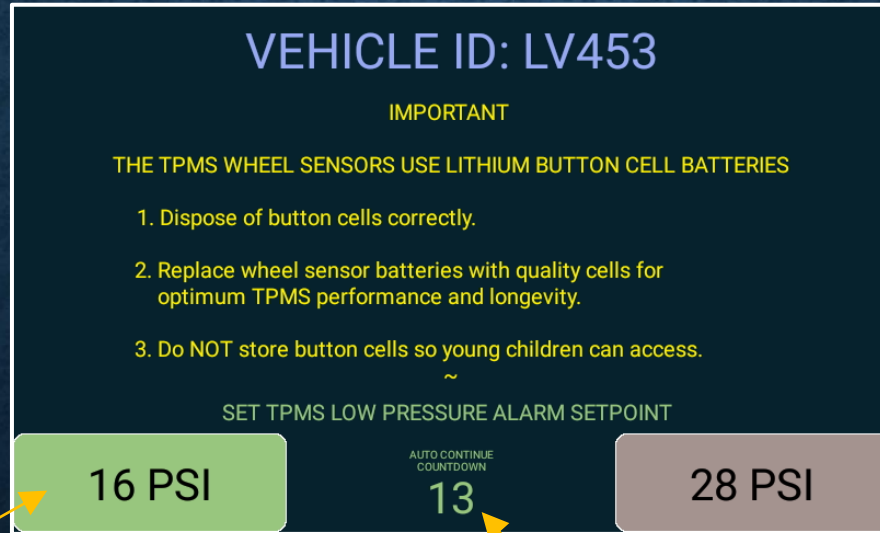 VEHICLE ID: LV453
IMPORTANT
THE TPMS WHEEL SENSORS USE LITHIUM BUTTON CELL BATTERIES
1. Dispose of button cells correctly.
2. Replace wheel sensor batteries with quality cells for
optimum TPMS performance and longevity.
3. Do NOT store button cells so young children can access.
~
SET TPMS LOW PRESSURE ALARM SETPOINT
16 PSI
AUTO CONTINUE
COUNTDOWN
13
28 PSI